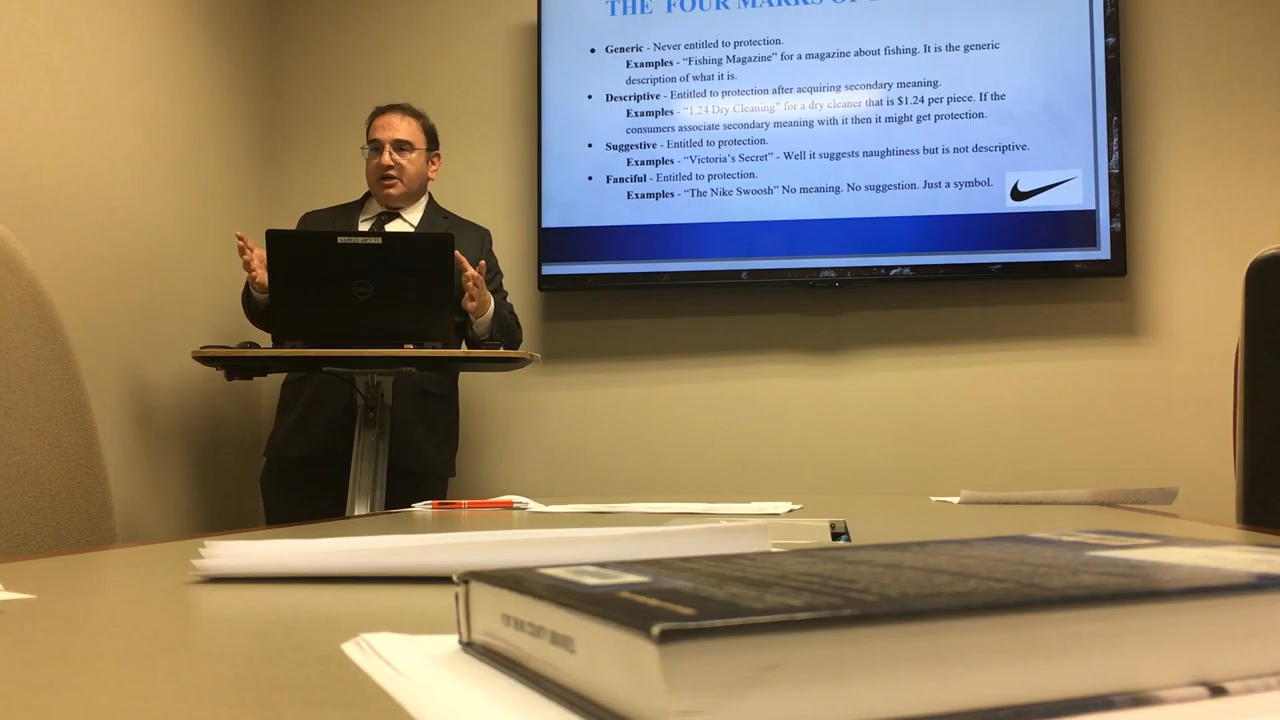 THE FOUR MARKS OF
• Generic - Never entitled to protection.
Examples - “Fishing Magazine” for a magazine about fishing. It is the generic
description of what it is.
• Descriptive - Entitled to protection after acquiring secondary meaning.
Examples - “1.24 Dry Cleaning” for a dry cleaner that is $1.24 per piece. If the
consumers associate secondary meaning with it then it might get protection.
• Suggestive - Entitled to protection.
Examples - “Victoria’s Secret” - Well it suggests naughtiness but is not descriptive.
• Fanciful - Entitled to protection.
Examples - “The Nike Swoosh” No meaning. No suggestion. Just a symbol.
DELL